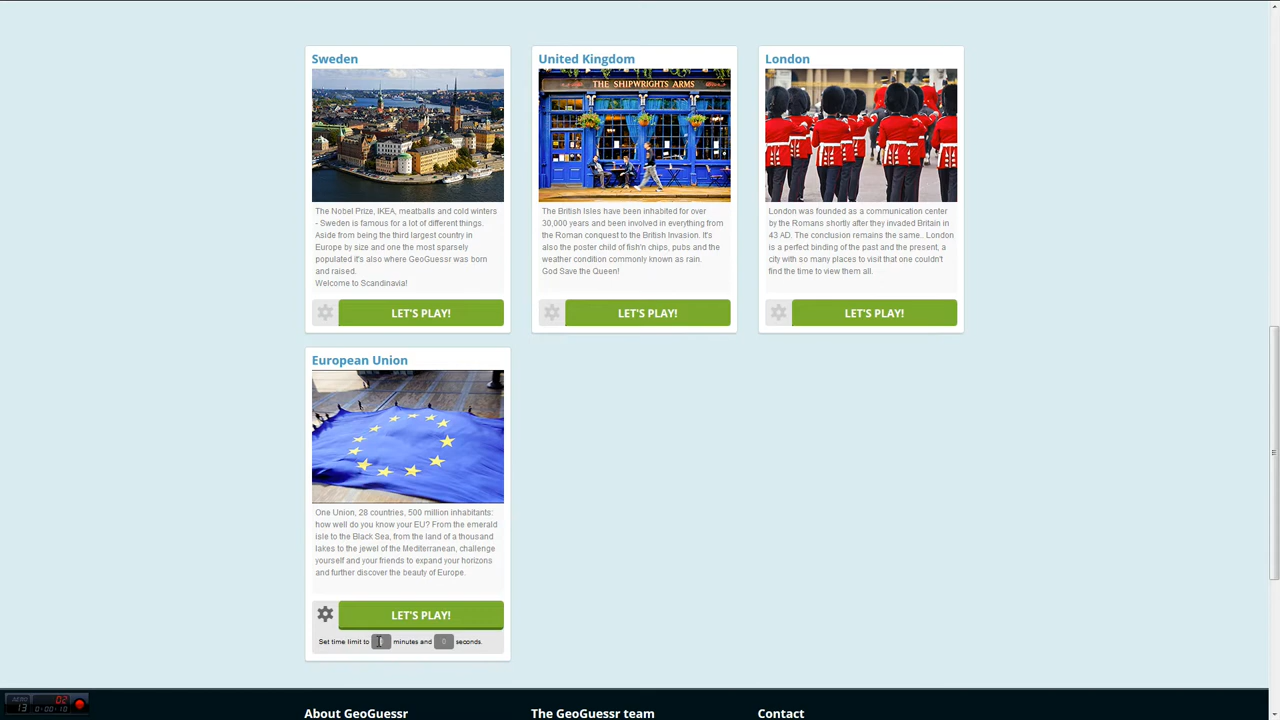 Sweden
The Nobel Prize, IKEA, meatballs and cold winters
- Sweden is famous for a lot of different things.
Aside from being the third largest country in
Europe by size and one the most sparsely
populated it's also where GeoGuessr was born
and raised.
Welcome to Scandinavia!
LET'S PLAY!
United Kingdom
THE SHIPWRIGHTS ARMS
The British Isles have been inhabited for over
30,000 years and been involved in everything from
the Roman conquest to the British Invasion. It's
also the poster child of fish'n chips, pubs and the
weather condition commonly known as rain.
God Save the Queen!
LET'S PLAY!
London
London was founded as a communication center
by the Romans shortly after they invaded Britain in
43 AD. The conclusion remains the same.. London
is a perfect binding of the past and the present, a
city with so many places to visit that one couldn't
find the time to view them all.
LET'S PLAY!
European Union
One Union, 28 countries, 500 million inhabitants:
how well do you know your EU? From the emerald
isle to the Black Sea, from the land of a thousand
lakes to the jewel of the Mediterranean, challenge
yourself and your friends to expand your horizons
and further discover the beauty of Europe.
LET'S PLAY!
Set time limit to minutes and 0 seconds.
02
13 0:00:10
About GeoGuessr
The GeoGuessr team
Contact